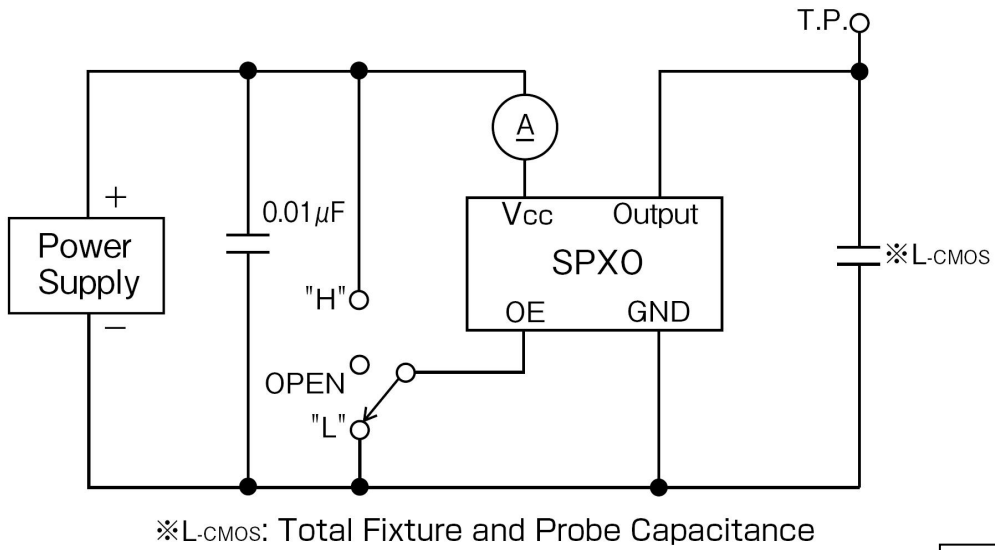 T.P.
A
+
0.01μF
Vcc Output
Power
Supply
SPXO
※L-CMOS
"H"
OE GND
−
OPEN
"L"
※L-CMOS: Total Fixture and Probe Capacitance